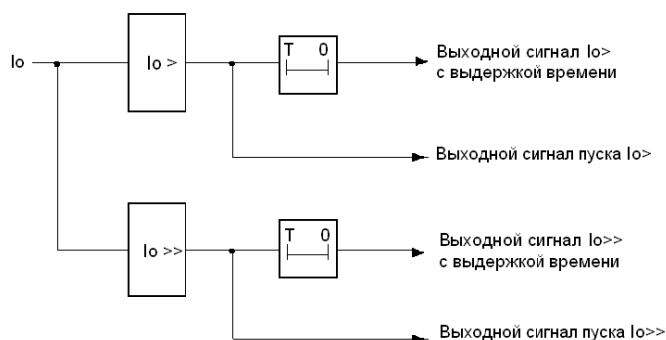 Io
Io >
T 0
Выходной сигнал Io>
с выдержкой времени
Выходной сигнал пуска Io>
Io >>
T 0
Выходной сигнал Io>>
с выдержкой времени
Выходной сигнал пуска Io>>